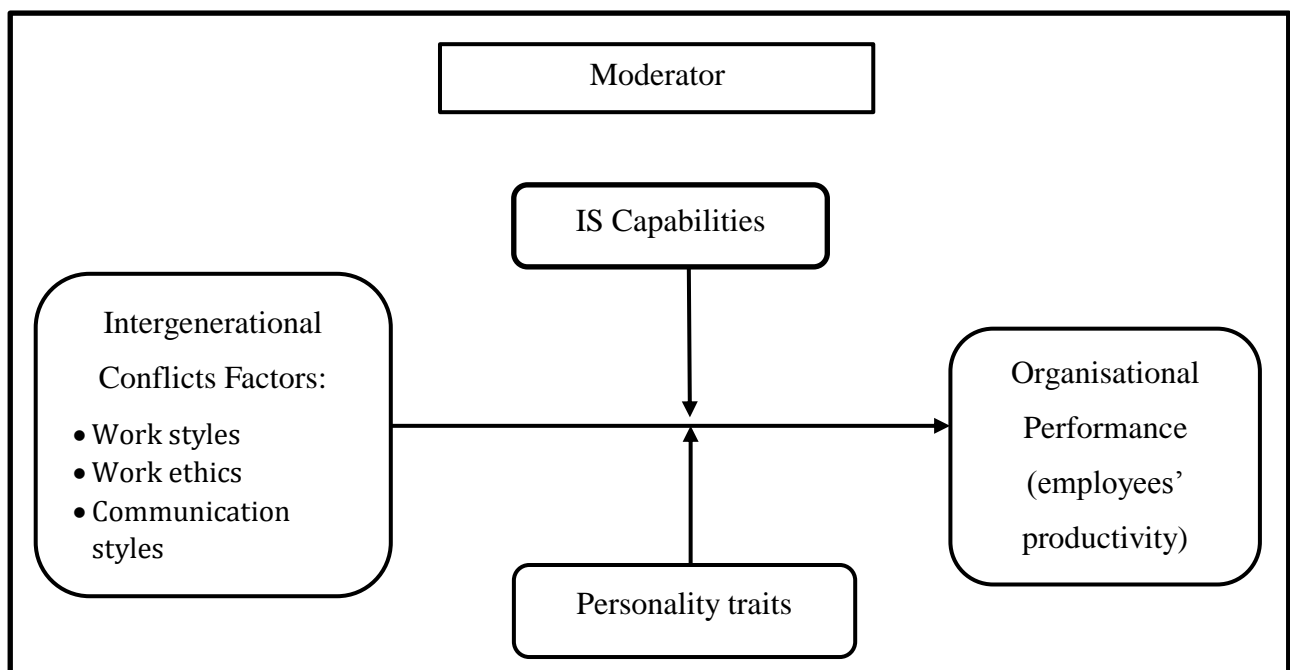 Moderator
IS Capabilities
Intergenerational
Conflicts Factors:
• Work styles
• Work ethics
• Communication
styles
Organisational
Performance
(employees’
productivity)
Personality traits